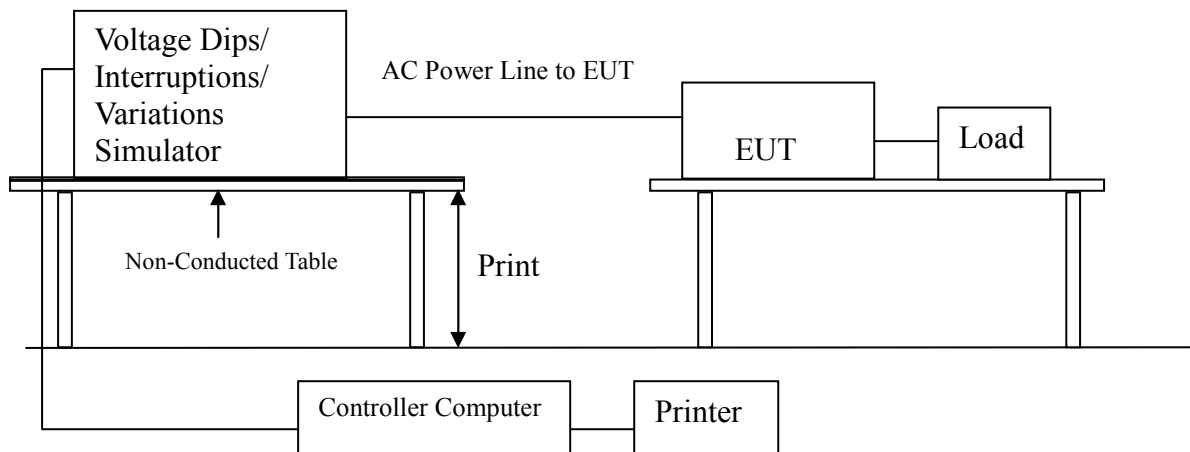 Voltage Dips/
Interruptions/
Variations
Simulator
AC Power Line to EUT
EUT
Load
Non-Conducted Table
Print
Controller Computer
Printer